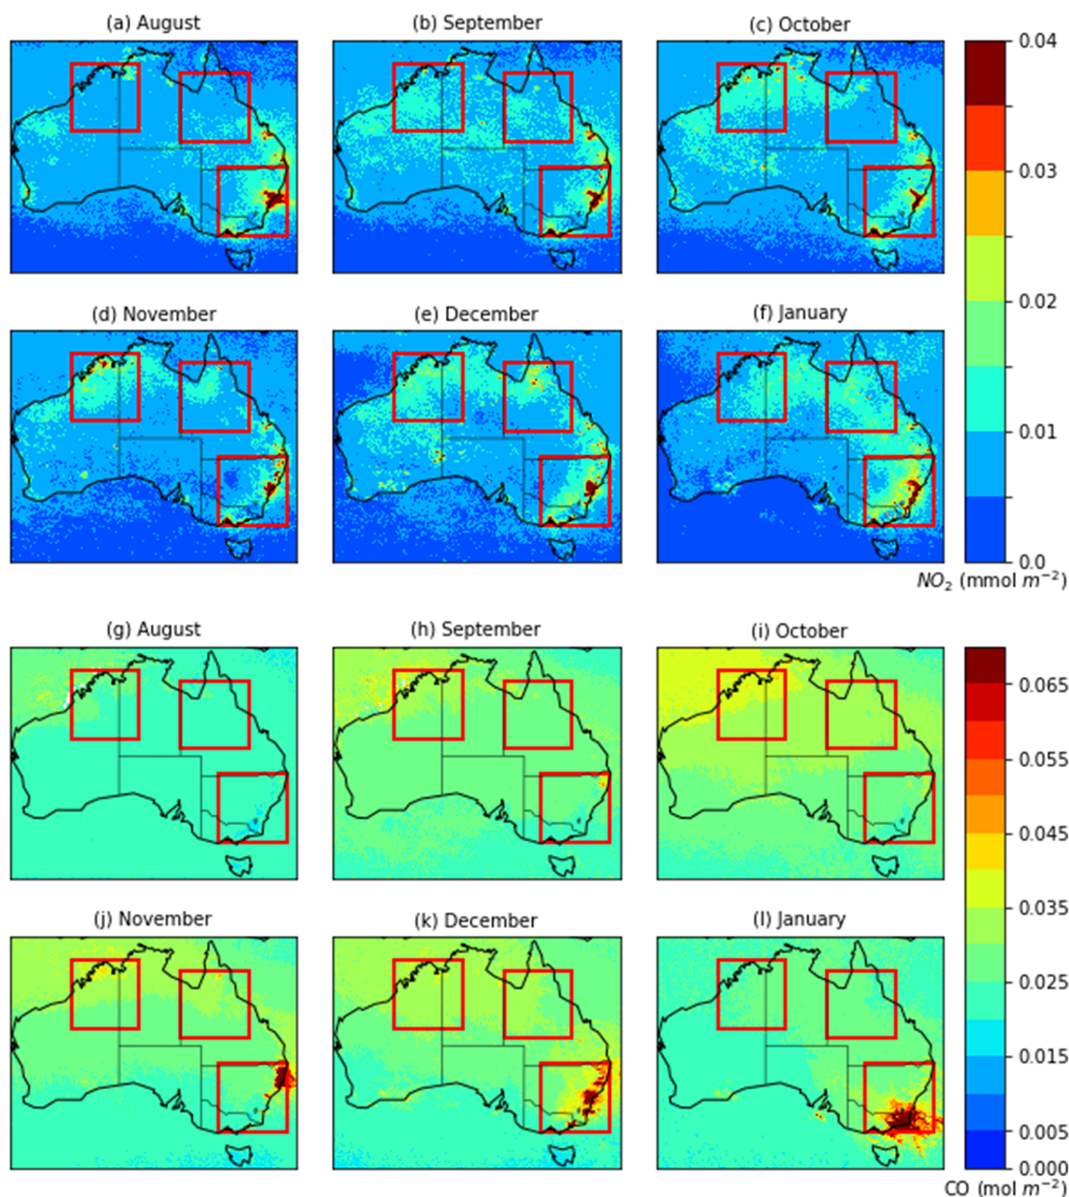 (a) August
(b) September
(c) October
0.04
0.03
0.02
0.01
0.0
(d) November
(e) December
(f) January
NO₂ (mmol m⁻²)
(g) August
(h) September
(i) October
0.065
0.055
0.045
0.035
0.025
0.015
0.005
0.000
(j) November
(k) December
(l) January
CO (mol m⁻²)